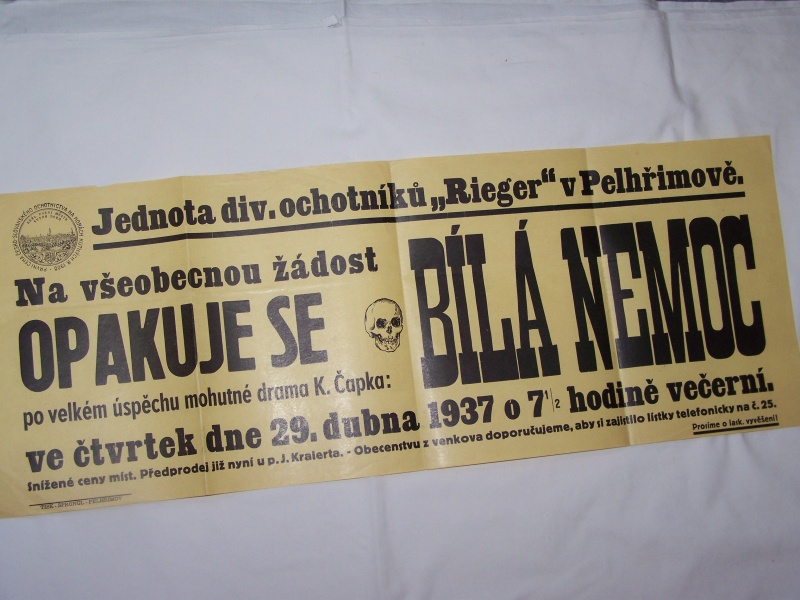 Jednota div. ochotníků „Rieger“ v Pelhřimově.
Na všeobecnou žádost
OPAKUJE SE
po velkém úspěchu mohutné drama K. Čapka:
BÍLÁ NEMOC
ve čtvrtek dne 29. dubna 1937 o 7 1/2 hodině večerní.
Snížené ceny míst. Předprodej již nyní u p. J. Kralerta. - Obecenstvu z venkova doporučujeme, aby si zajistilo lístky telefonicky na č. 25.
Prosíme o lask. vyvěšení!